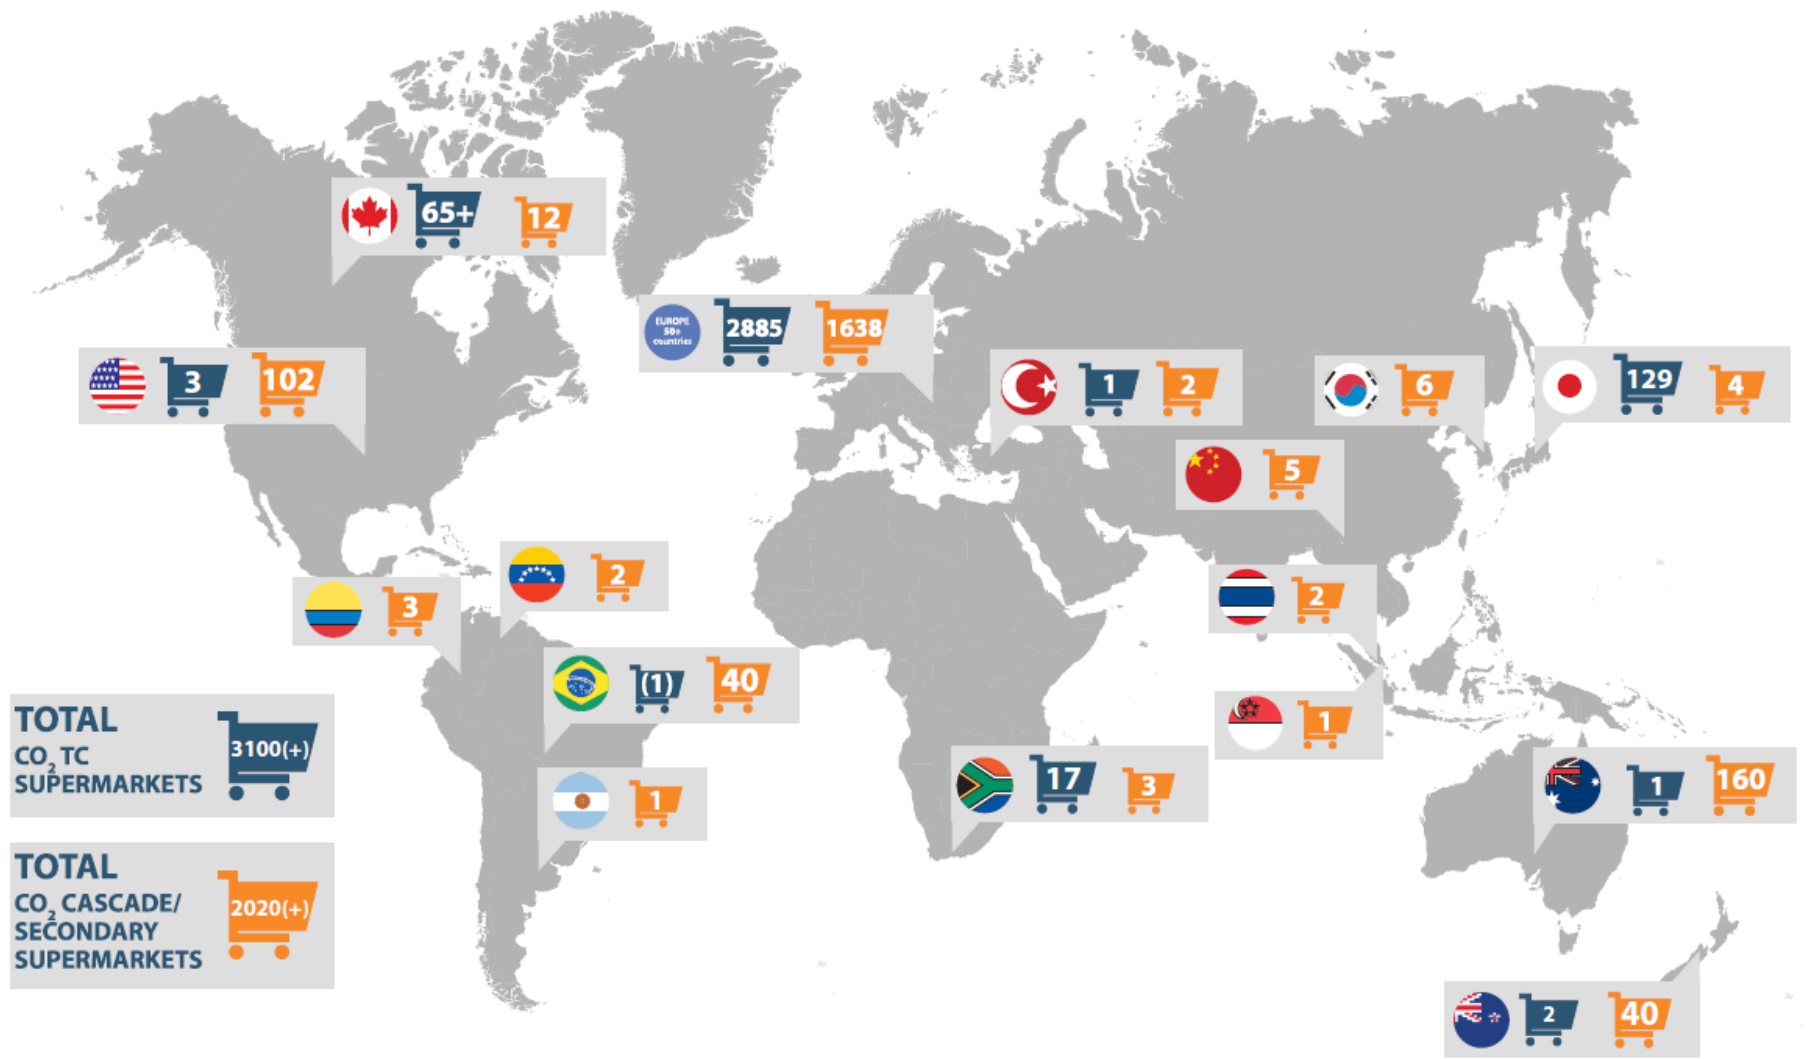 65+ 12
EUROPE
50+
countries
2885 1638
3 102
1 2
6
129 4
5
2
3
2
(1) 40
1
1
17 3
1 160
2 40
TOTAL
CO2 TC
SUPERMARKETS
3100(+)
TOTAL
CO2 CASCADE/
SECONDARY
SUPERMARKETS
2020(+)